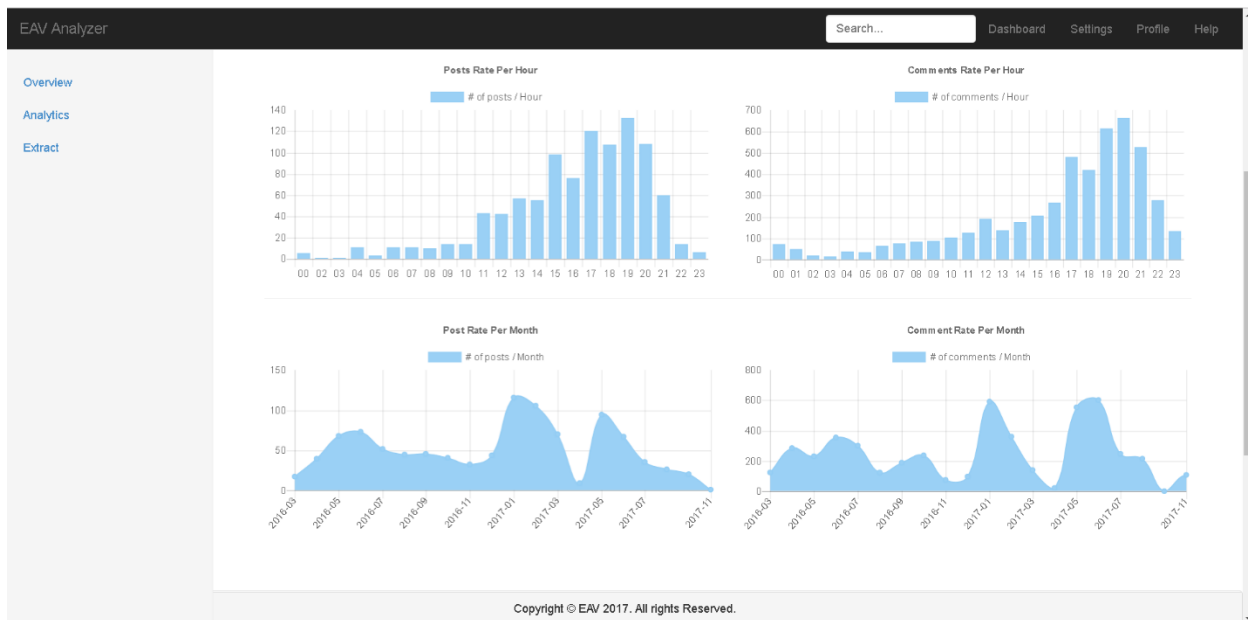 EAV Analyzer
Search...
Dashboard Settings Profile Help
Overview
Analytics
Extract
Posts Rate Per Hour
# of posts / Hour
140
120
100
80
60
40
20
0
00 02 03 04 05 06 07 08 09 10 11 12 13 14 15 16 17 18 19 20 21 22 23
Comments Rate Per Hour
# of comments / Hour
700
600
500
400
300
200
100
0
00 01 02 03 04 05 06 07 08 09 10 11 12 13 14 15 16 17 18 19 20 21 22 23
Post Rate Per Month
# of posts / Month
150
100
50
0
2016-03 2016-05 2016-07 2016-09 2016-11 2017-01 2017-03 2017-05 2017-07 2017-11
Comment Rate Per Month
# of comments / Month
800
600
400
200
0
2016-03 2016-05 2016-07 2016-09 2016-11 2017-01 2017-03 2017-05 2017-07 2017-11
Copyright © EAV 2017. All rights Reserved.